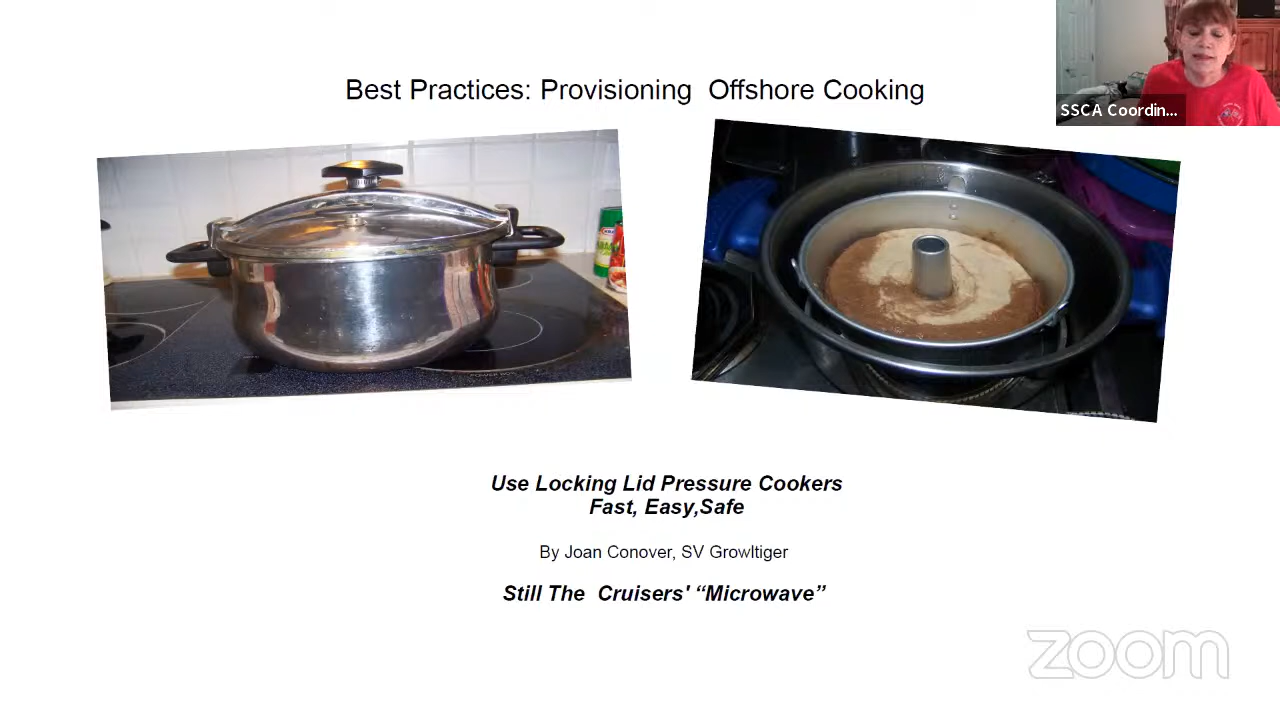 Best Practices: Provisioning  Offshore Cooking
SSCA Coordin...
Use Locking Lid Pressure Cookers
Fast, Easy,Safe
By Joan Conover, SV Growltiger
Still The  Cruisers' “Microwave”
zoom